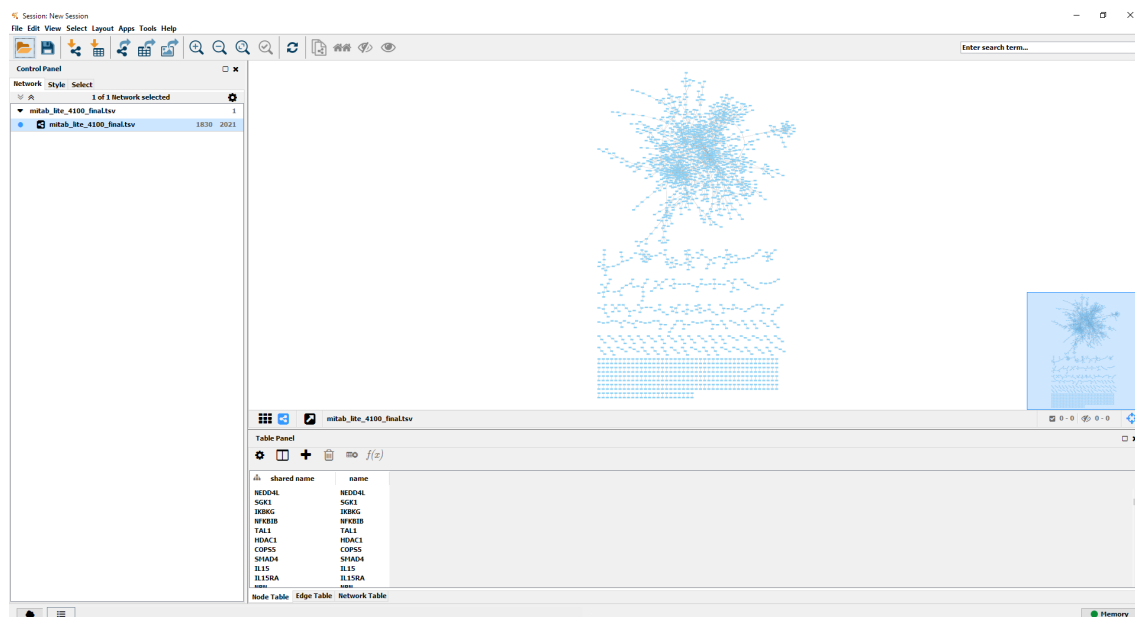 Session: New Session
File Edit View Select Layout Apps Tools Help
Enter search term...
Control Panel
Network Style Select
1 of 1 Network selected
mitab_lite_4100_final.tsv 1
mitab_lite_4100_final.tsv 1830 2021
mitab_lite_4100_final.tsv
0 - 0 0 - 0
Table Panel
f(x)
shared name name
NEDD4L NEDD4L
SGK1 SGK1
IKBKG IKBKG
NFKBIB NFKBIB
TAL1 TAL1
HDAC1 HDAC1
COPS5 COPS5
SMAD4 SMAD4
IL15 IL15
IL15RA IL15RA
Node Table Edge Table Network Table
Memory